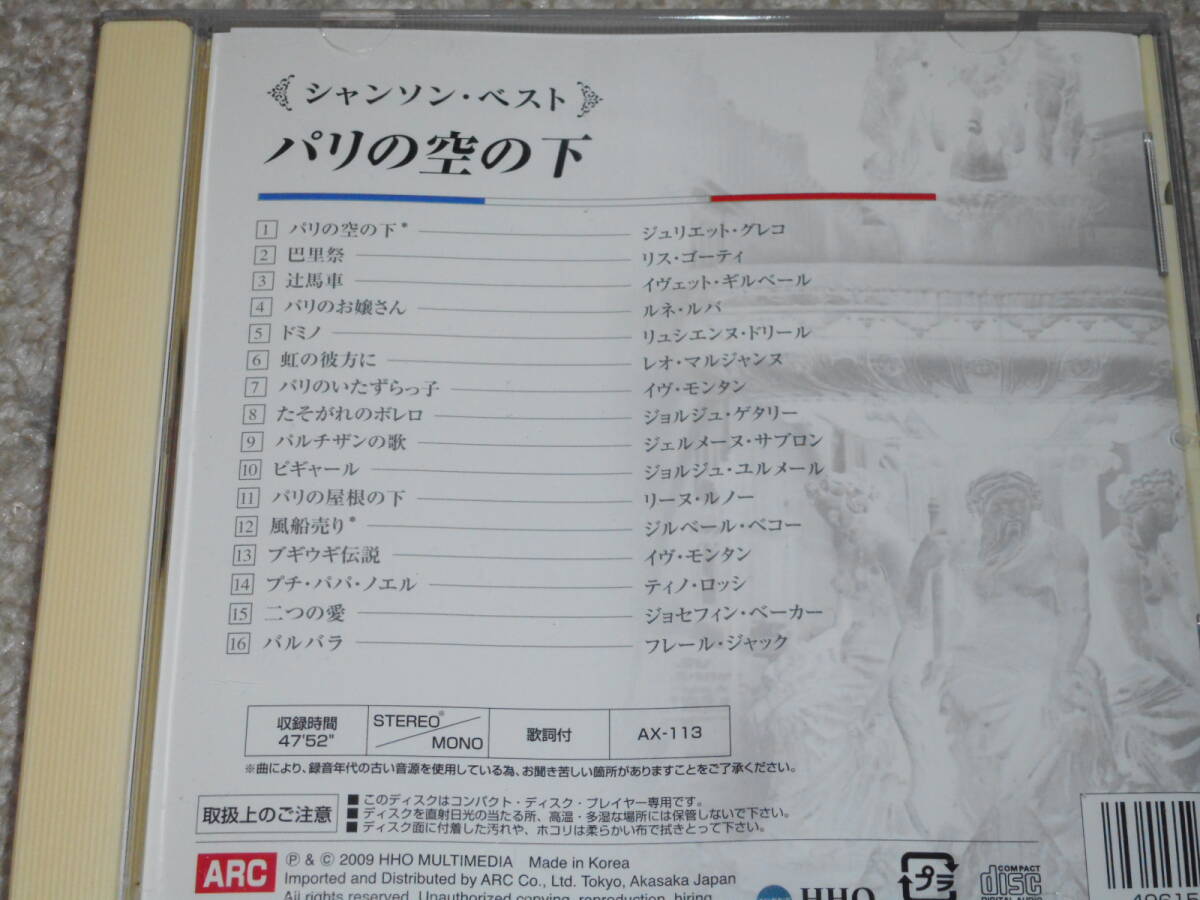 シャンソン・ベスト
パリの空の下
1 パリの空の下* ジュリエット・グレコ
2 巴里祭 リス・ゴーティ
3 辻馬車 イヴェット・ギルベール
4 パリのお嬢さん ルネ・ルバ
5 ドミノ リュシエンヌ・ドリール
6 虹の彼方に レオ・マルジャンヌ
7 パリのいたずらっ子 イヴ・モンタン
8 たそがれのボレロ ジョルジュ・ゲタリー
9 パルチザンの歌 ジェルメーヌ・サブロン
10 ピギャール ジョルジュ・ユルメール
11 パリの屋根の下 リーヌ・ルノー
12 風船売り* ジルベール・ベコー
13 ブギウギ伝説 イヴ・モンタン
14 プチ・パパ・ノエル ティノ・ロッシ
15 二つの愛 ジョセフィン・ベーカー
16 バルバラ フレール・ジャック
収録時間 47'52" STEREO*/MONO 歌詞付 AX-113
※曲により、録音年代の古い音源を使用している為、お聞き苦しい箇所がありますことをご了承ください。
取扱上のご注意
■このディスクはコンパクト・ディスク・プレイヤー専用です。
■ディスクを直射日光の当たる所、高温・多湿な場所には保管しないで下さい。
■ディスク面に付着した汚れや、ホコリは柔らかい布で拭きとって下さい。
ARC
Ⓟ & © 2009 HHO MULTIMEDIA Made in Korea
Imported and Distributed by ARC Co., Ltd. Tokyo, Akasaka Japan
All rights reserved. Unauthorized copying, reproduction, hiring,
HHO
プラ
COMPACT
disc
DIGITAL AUDIO